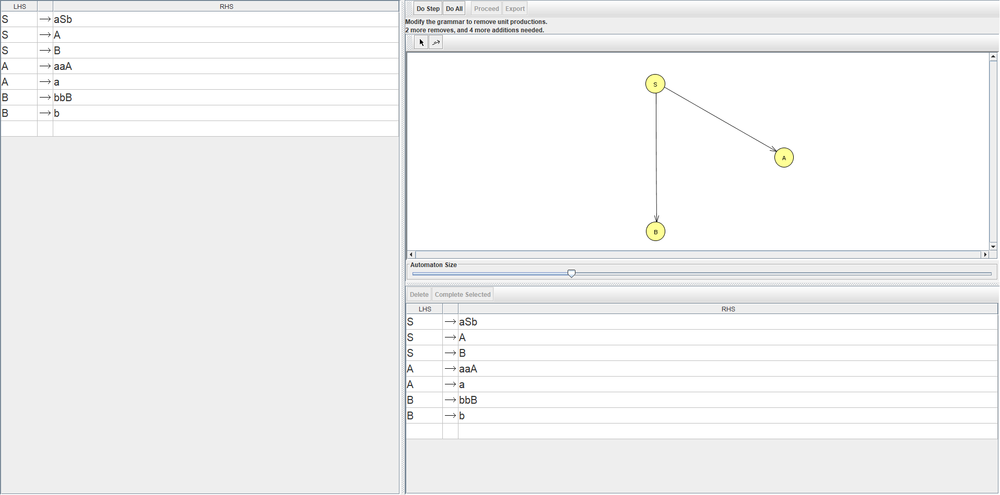 LHS RHS
S → aSb
S → A
S → B
A → aaA
A → a
B → bbB
B → b
Do Step Do All Proceed Export
Modify the grammar to remove unit productions.
2 more removes, and 4 more additions needed.
S
A
B
Automaton Size
Delete Complete Selected
LHS RHS
S → aSb
S → A
S → B
A → aaA
A → a
B → bbB
B → b